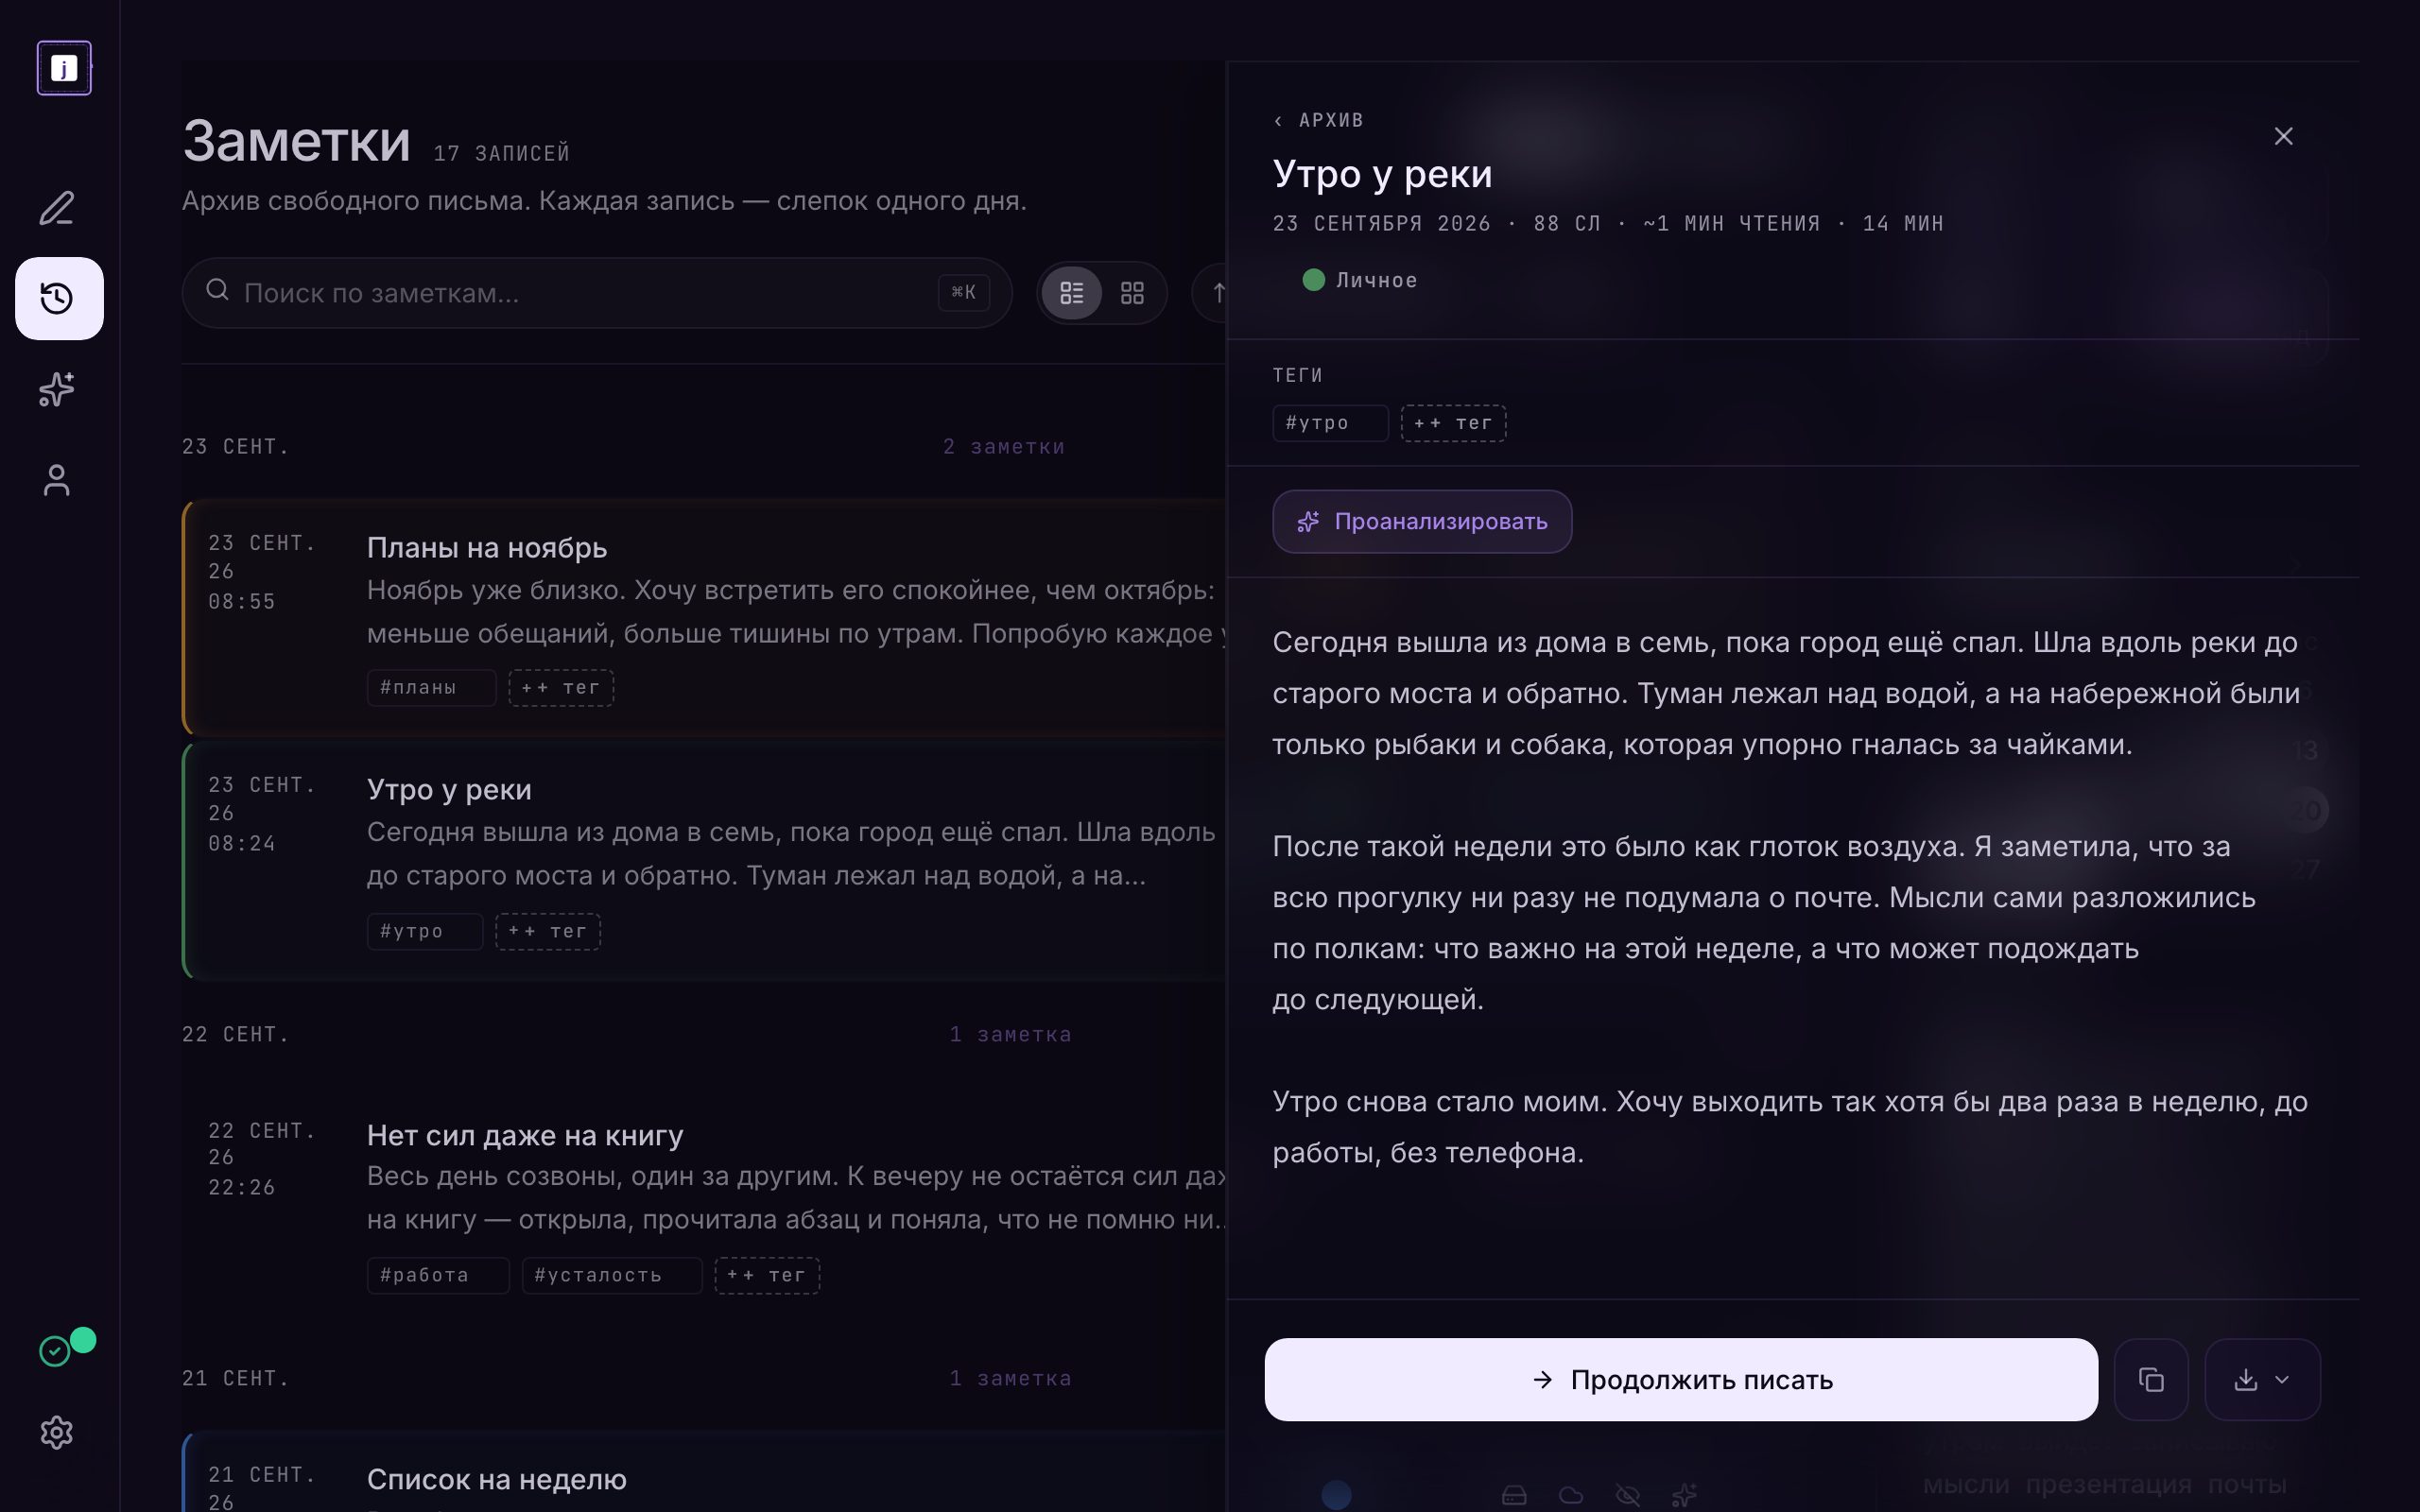 j
Заметки 17 ЗАПИСЕЙ
Архив свободного письма. Каждая запись — слепок одного дня.
Поиск по заметкам... ⌘K
23 СЕНТ. 2 заметки
23 СЕНТ.
26
08:55
Планы на ноябрь
Ноябрь уже близко. Хочу встретить его спокойнее, чем октябрь:
меньше обещаний, больше тишины по утрам. Попробую каждое
#планы ++ тег
23 СЕНТ.
26
08:24
Утро у реки
Сегодня вышла из дома в семь, пока город ещё спал. Шла вдоль
до старого моста и обратно. Туман лежал над водой, а на...
#утро ++ тег
22 СЕНТ. 1 заметка
22 СЕНТ.
26
22:26
Нет сил даже на книгу
Весь день созвоны, один за другим. К вечеру не остаётся сил
на книгу — открыла, прочитала абзац и поняла, что не помню ни..
#работа #усталость ++ тег
21 СЕНТ. 1 заметка
21 СЕНТ.
26
Список на неделю
‹ АРХИВ
Утро у реки
23 СЕНТЯБРЯ 2026 · 88 СЛ · ~1 МИН ЧТЕНИЯ · 14 МИН
Личное
ТЕГИ
#утро ++ тег
Проанализировать
Сегодня вышла из дома в семь, пока город ещё спал. Шла вдоль реки до
старого моста и обратно. Туман лежал над водой, а на набережной были
только рыбаки и собака, которая упорно гналась за чайками.
13
20
После такой недели это было как глоток воздуха. Я заметила, что за
27
всю прогулку ни разу не подумала о почте. Мысли сами разложились
по полкам: что важно на этой неделе, а что может подождать
до следующей.
Утро снова стало моим. Хочу выходить так хотя бы два раза в неделю, до
работы, без телефона.
→ Продолжить писать
мысли презентация почты